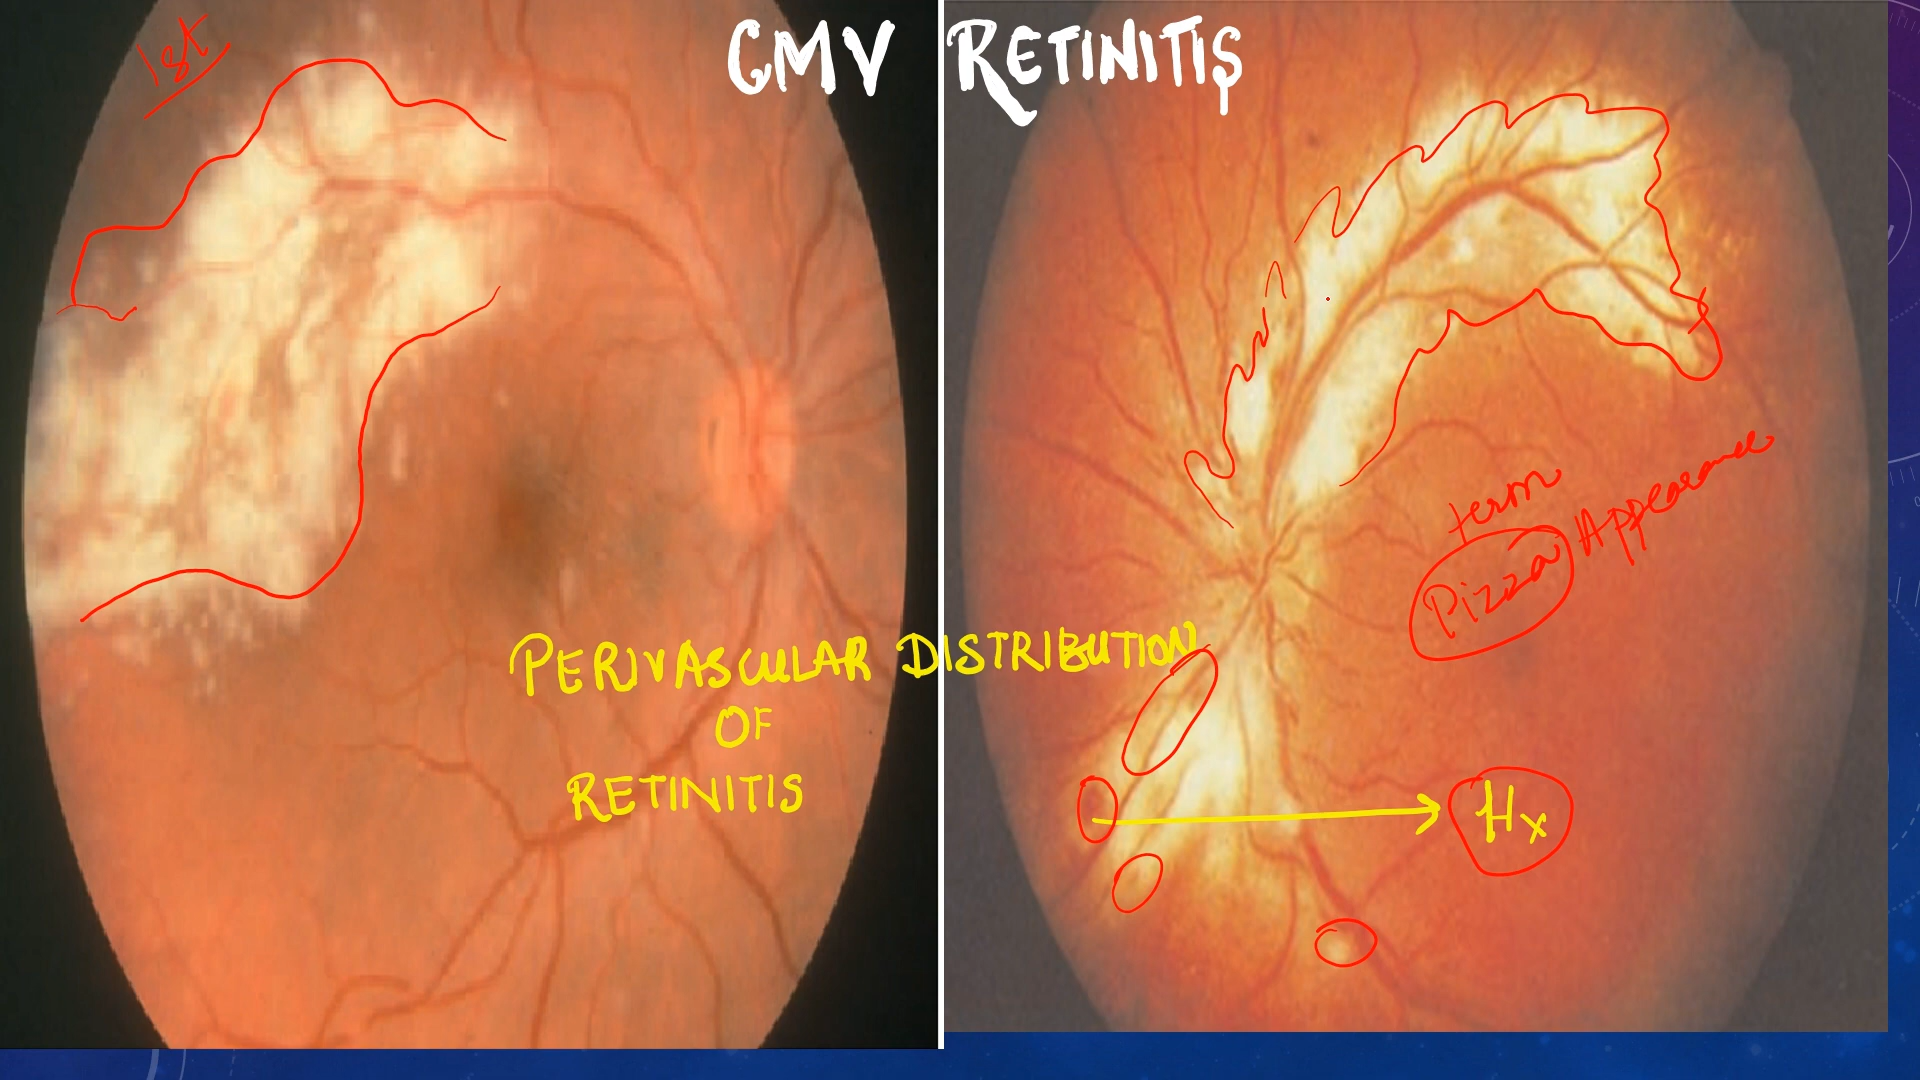 1st
CMV RETINITIS
term
Pizza Appearance
PERIVASCULAR DISTRIBUTION
OF
RETINITIS
Hx